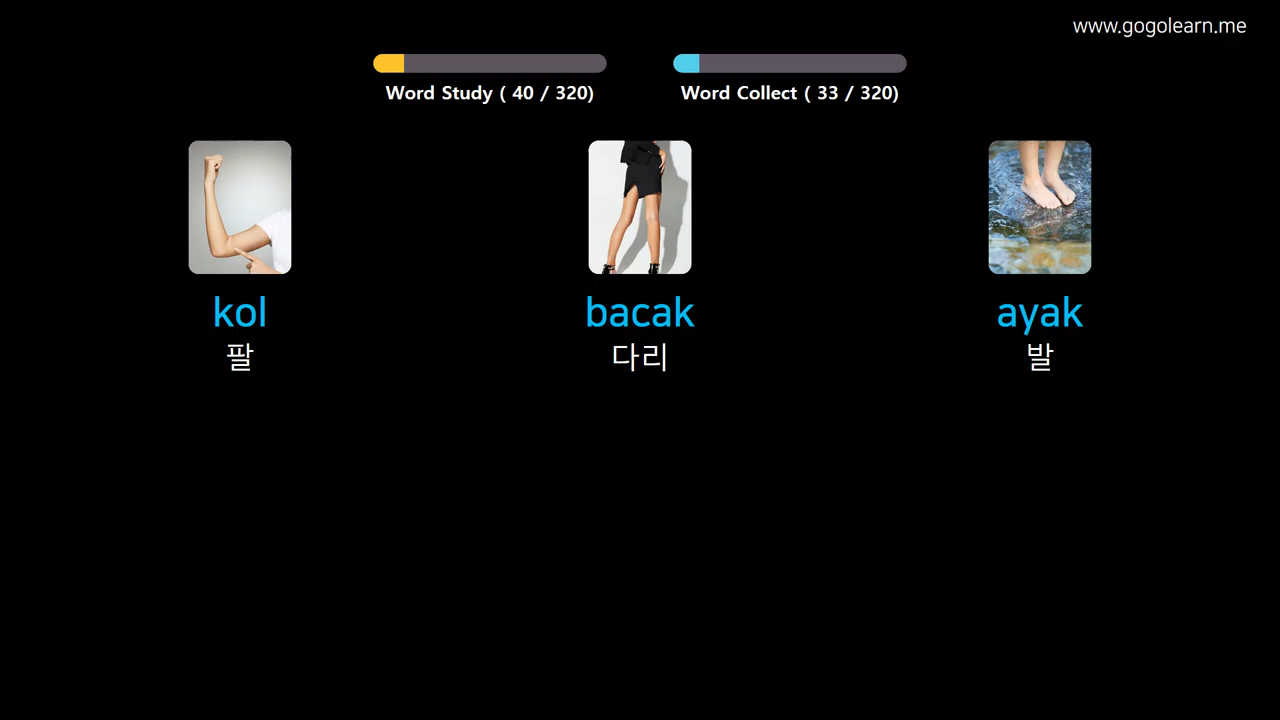 www.gogolearn.me
Word Study ( 40 / 320)
Word Collect ( 33 / 320)
kol
팔
bacak
다리
ayak
발